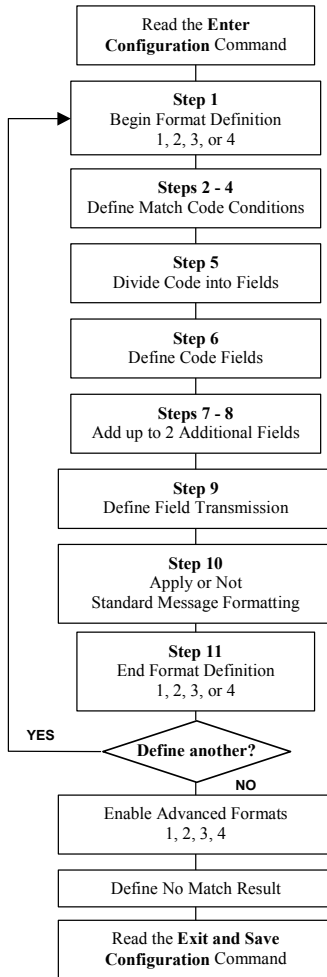 Read the Enter
Configuration Command
Step 1
Begin Format Definition
1, 2, 3, or 4
Steps 2 - 4
Define Match Code Conditions
Step 5
Divide Code into Fields
Step 6
Define Code Fields
Steps 7 - 8
Add up to 2 Additional Fields
Step 9
Define Field Transmission
Step 10
Apply or Not
Standard Message Formatting
Step 11
End Format Definition
1, 2, 3, or 4
YES
Define another?
NO
Enable Advanced Formats
1, 2, 3, 4
Define No Match Result
Read the Exit and Save
Configuration Command